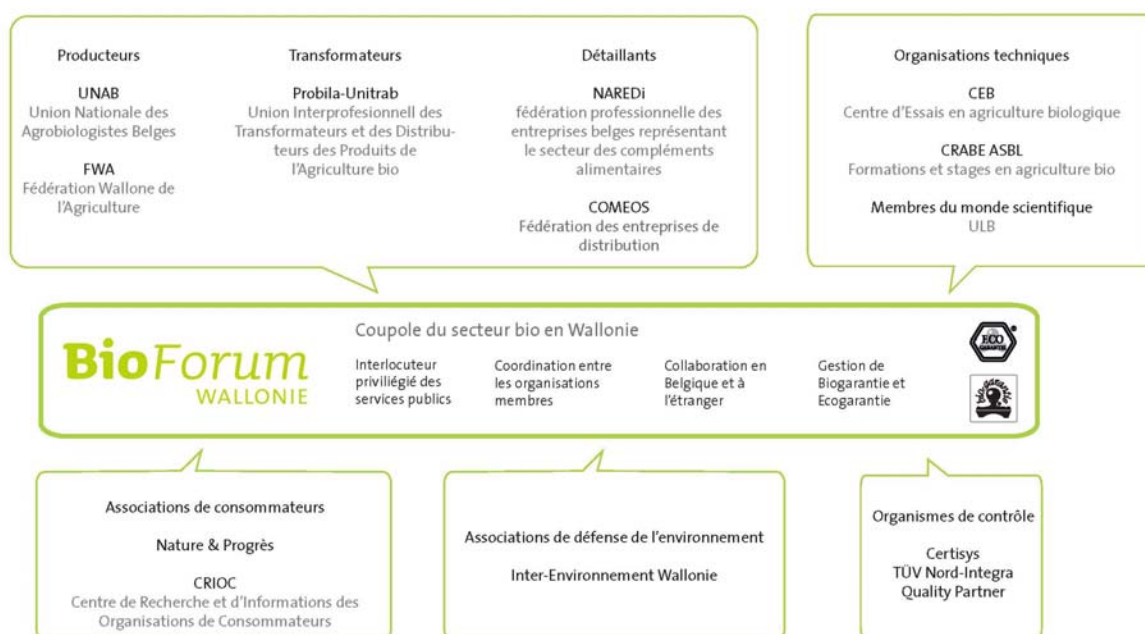 Producteurs
UNAB
Union Nationale des
Agrobiologistes Belges
FWA
Fédération Wallone de
l'Agriculture
Transformateurs
Probila-Unitrab
Union Interprofesionnell des
Transformateurs et des Distribu-
teurs des Produits de
l'Agriculture bio
Détaillants
NAREDi
fédération professionnelle des
entreprises belges représentant
le secteur des compléments
alimentaires
COMEOS
Fédération des entreprises de
distribution
Organisations techniques
CEB
Centre d'Essais en agriculture biologique
CRABE ASBL
Formations et stages en agriculture bio
Membres du monde scientifique
ULB
BioForum
WALLONIE
Coupole du secteur bio en Wallonie
Interlocuteur
priviliégié des
services publics
Coordination entre
les organisations
membres
Collaboration en
Belgique et à
l'étranger
Gestion de
Biogarantie et
Ecogarantie
ECO
GARANTIE
®
biogarantie
Associations de consommateurs
Nature & Progrès
CRIOC
Centre de Recherche et d'Informations des
Organisations de Consommateurs
Associations de défense de l'environnement
Inter-Environnement Wallonie
Organismes de contrôle
Certisys
TÜV Nord-Integra
Quality Partner